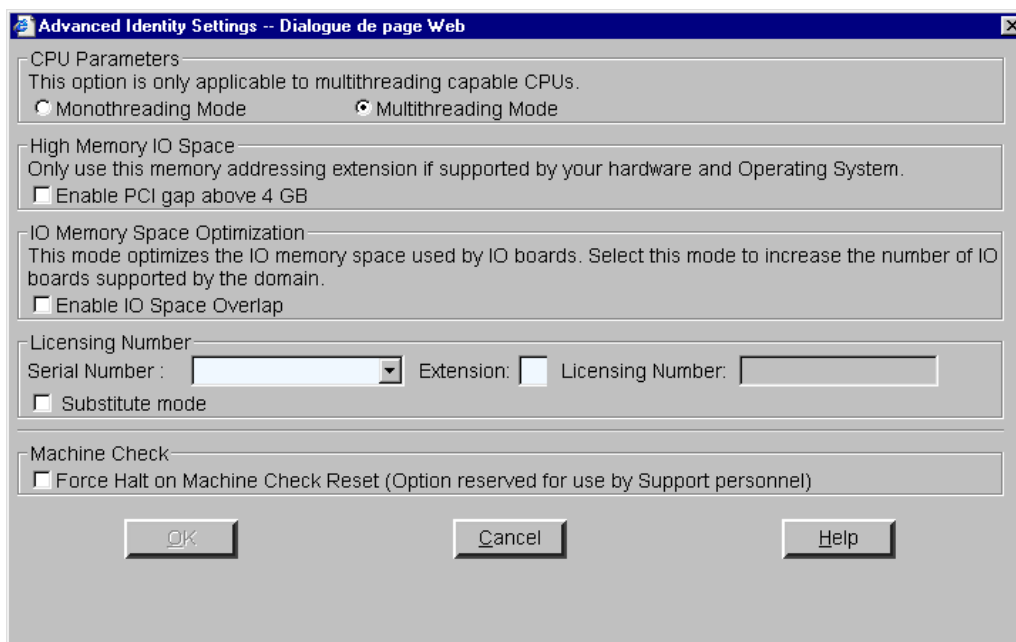 Advanced Identity Settings -- Dialogue de page Web
CPU Parameters
This option is only applicable to multithreading capable CPUs.
Monothreading Mode Multithreading Mode
High Memory IO Space
Only use this memory addressing extension if supported by your hardware and Operating System.
Enable PCI gap above 4 GB
IO Memory Space Optimization
This mode optimizes the IO memory space used by IO boards. Select this mode to increase the number of IO
boards supported by the domain.
Enable IO Space Overlap
Licensing Number
Serial Number : Extension: Licensing Number:
Substitute mode
Machine Check
Force Halt on Machine Check Reset (Option reserved for use by Support personnel)
OK Cancel Help